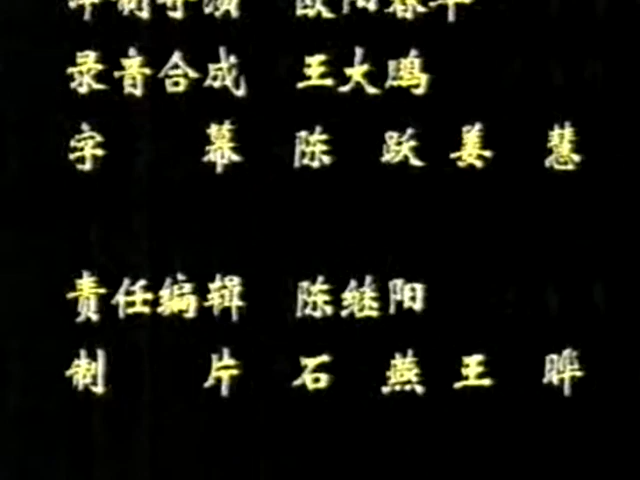 录音合成 王大鹏
字 幕 陈 跃 姜 慧
责任编辑 陈继阳
制 片 石 燕 王 晔